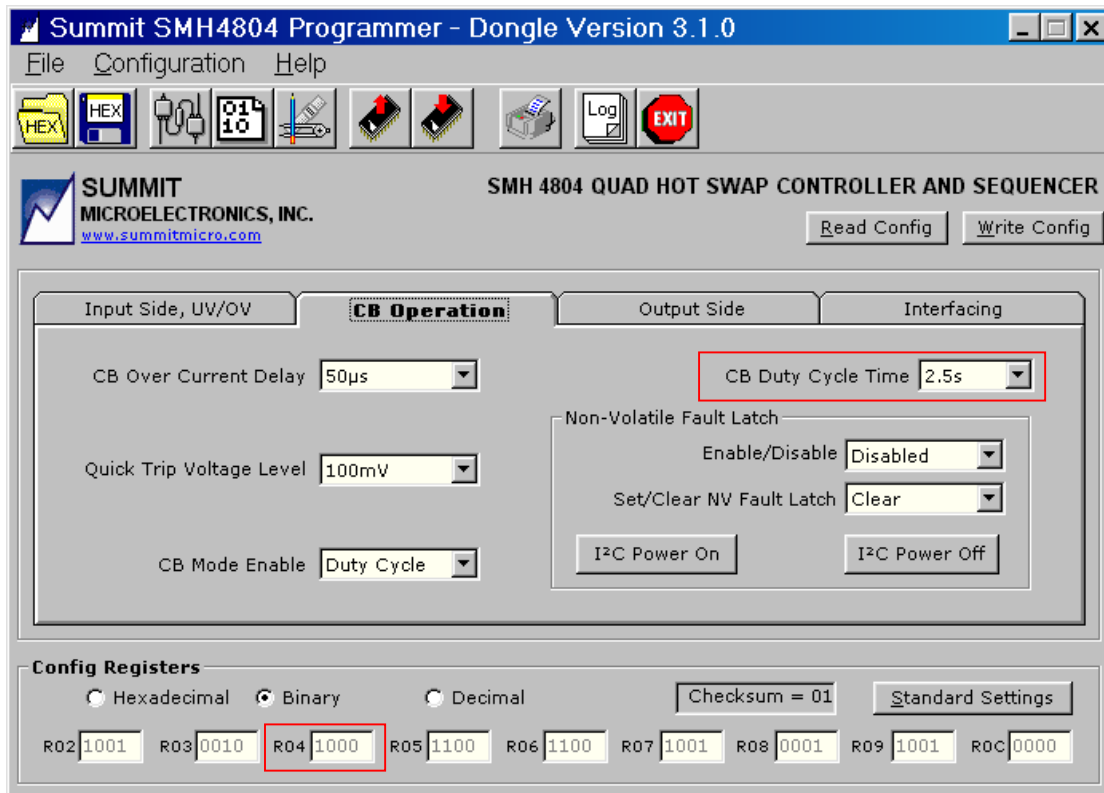 Summit SMH4804 Programmer - Dongle Version 3.1.0
File Configuration Help
HEX HEX 01 10 Log EXIT
SUMMIT
MICROELECTRONICS, INC.
www.summitmicro.com
SMH 4804 QUAD HOT SWAP CONTROLLER AND SEQUENCER
Read Config Write Config
Input Side, UV/OV CB Operation Output Side Interfacing
CB Over Current Delay 50µs
CB Duty Cycle Time 2.5s
Non-Volatile Fault Latch
Enable/Disable Disabled
Quick Trip Voltage Level 100mV
Set/Clear NV Fault Latch Clear
I²C Power On I²C Power Off
CB Mode Enable Duty Cycle
Config Registers
Hexadecimal Binary Decimal Checksum = 01 Standard Settings
R02 1001 R03 0010 R04 1000 R05 1100 R06 1100 R07 1001 R08 0001 R09 1001 R0C 0000